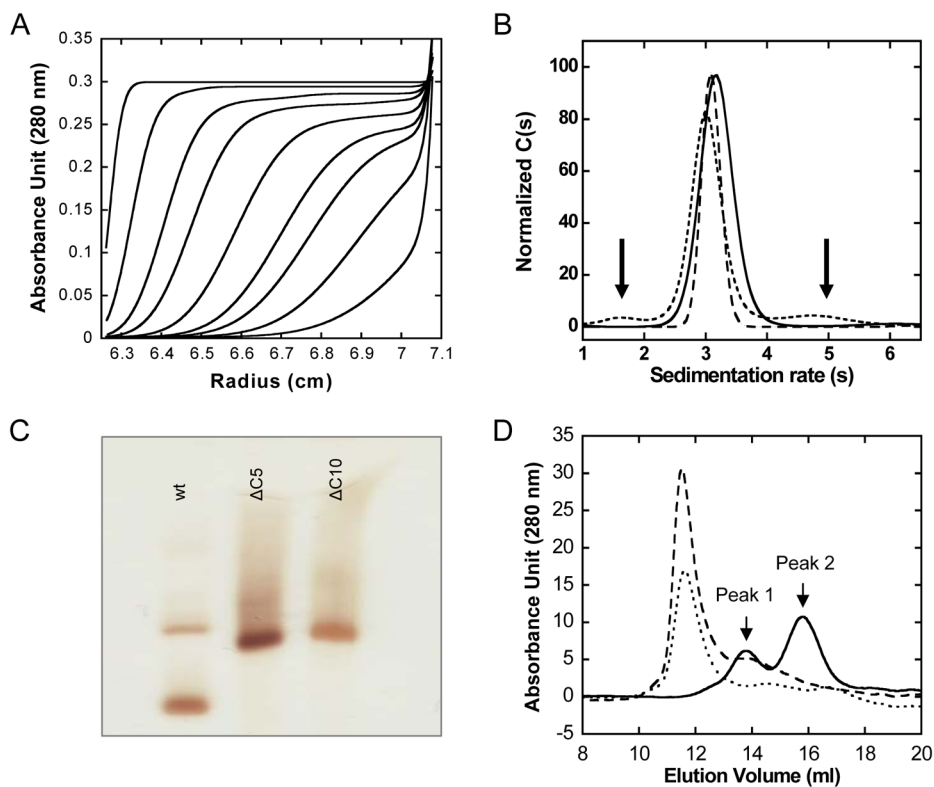 A
Absorbance Unit (280 nm)
0.35
0.3
0.25
0.2
0.15
0.1
0.05
0
6.3 6.4 6.5 6.6 6.7 6.8 6.9 7 7.1
Radius (cm)
B
Normalized C(s)
100
80
60
40
20
0
1 2 3 4 5 6
Sedimentation rate (s)
C
wt ΔC5 ΔC10
D
Absorbance Unit (280 nm)
35
30
25
20
15
10
5
0
-5
Peak 1
Peak 2
8 10 12 14 16 18 20
Elution Volume (ml)